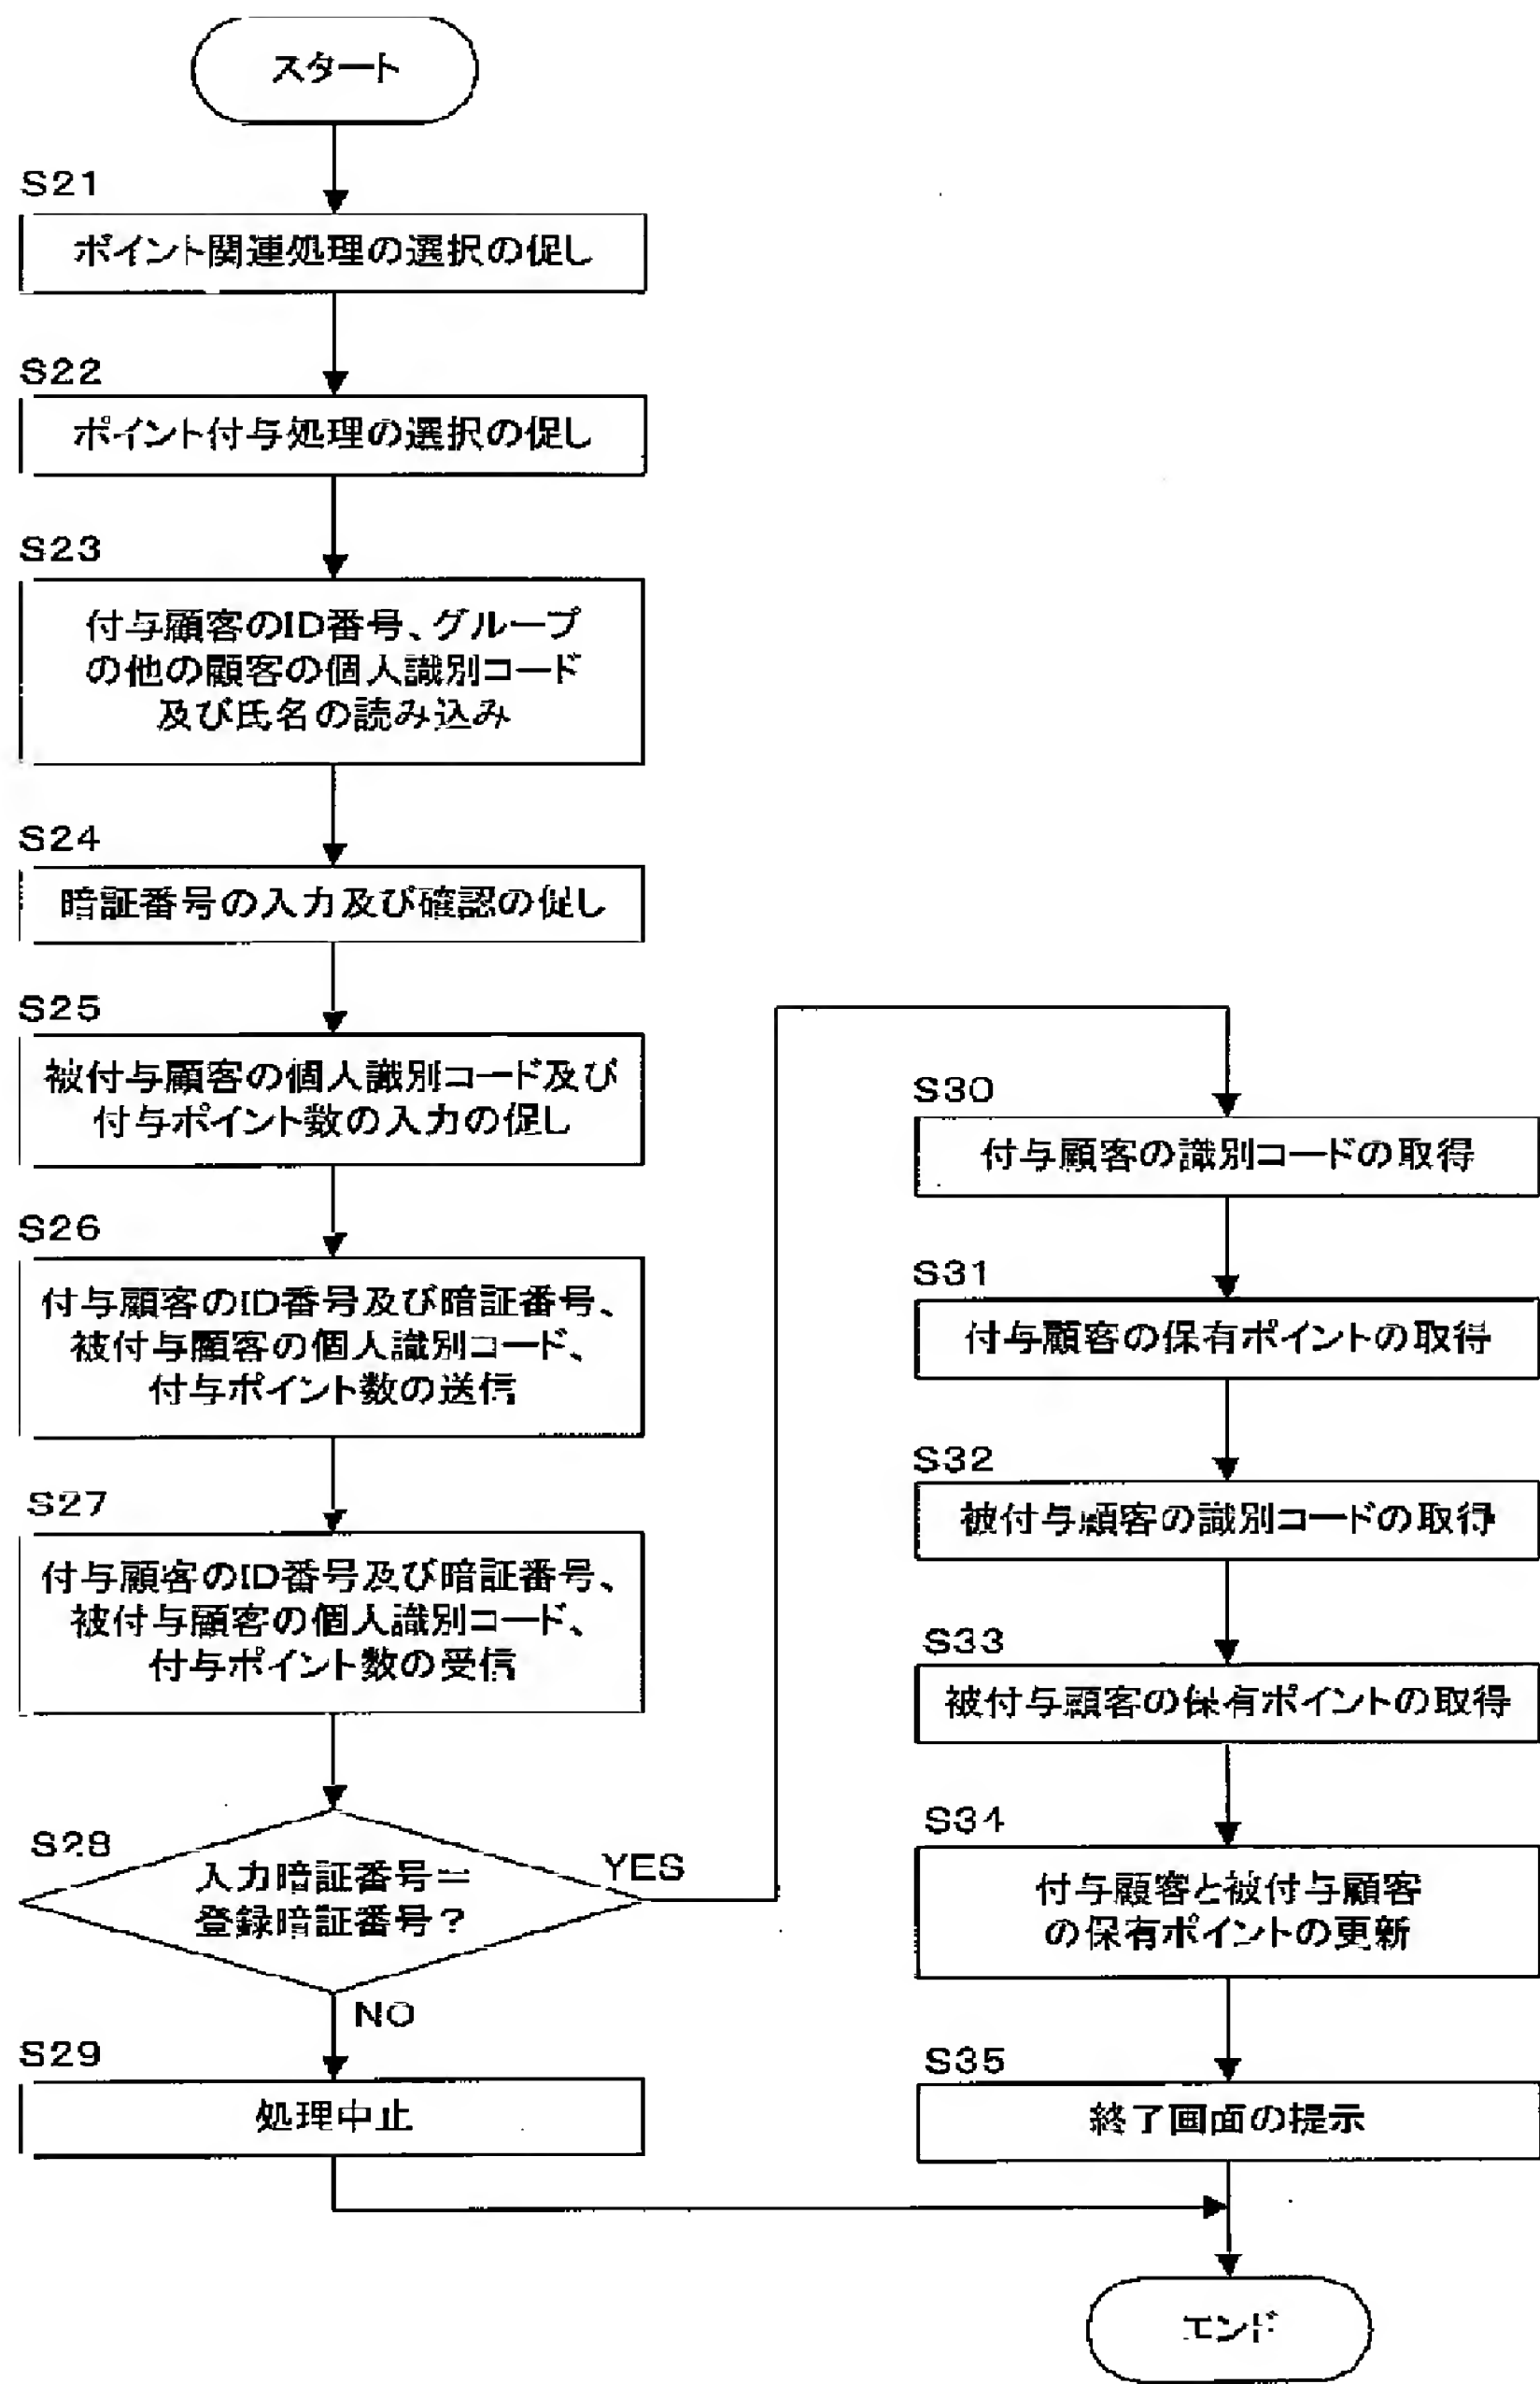 スタート
S21
ポイント関連処理の選択の促し
S22
ポイント付与処理の選択の促し
S23
付与顧客のID番号、グループ
の他の顧客の個人識別コード
及び氏名の読み込み
S24
暗証番号の入力及び確認の促し
S25
被付与顧客の個人識別コード及び
付与ポイント数の入力の促し
S26
付与顧客のID番号及び暗証番号、
被付与顧客の個人識別コード、
付与ポイント数の送信
S27
付与顧客のID番号及び暗証番号、
被付与顧客の個人識別コード、
付与ポイント数の受信
S28
入力暗証番号=
登録暗証番号?
YES
NO
S29
処理中止
S30
付与顧客の識別コードの取得
S31
付与顧客の保有ポイントの取得
S32
被付与顧客の識別コードの取得
S33
被付与顧客の保有ポイントの取得
S34
付与顧客と被付与顧客
の保有ポイントの更新
S35
終了画面の提示
エンド